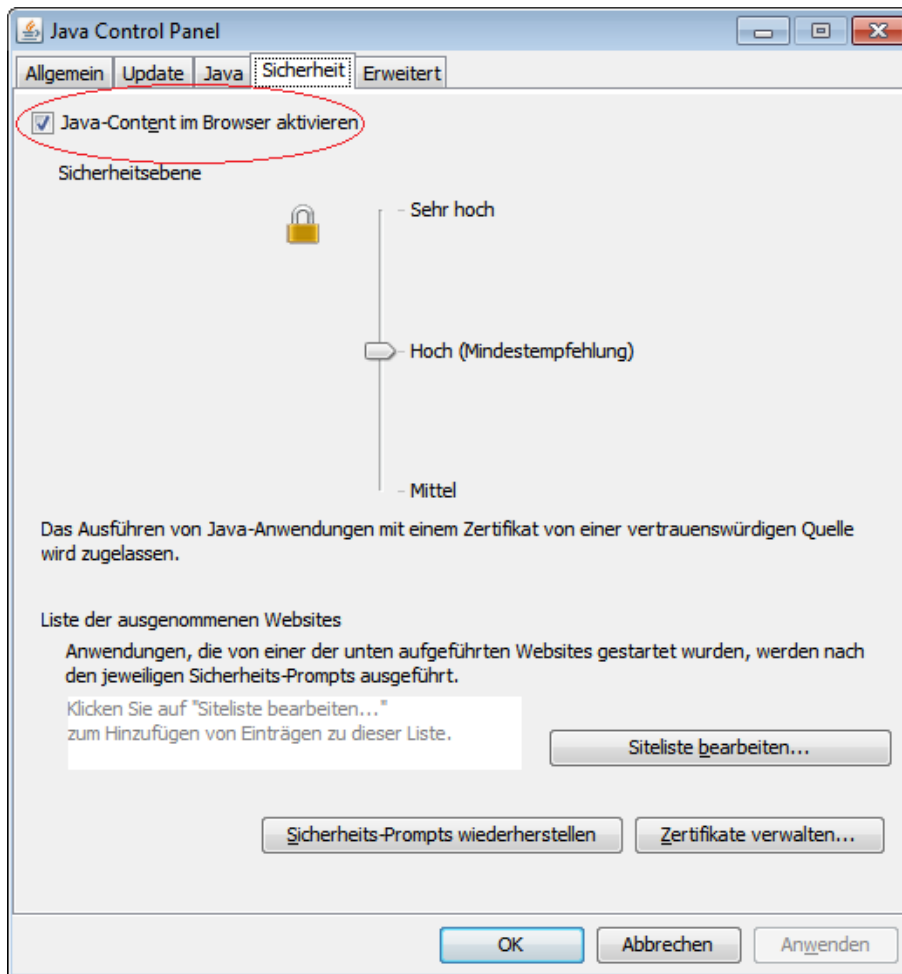 Java Control Panel
Allgemein Update Java Sicherheit Erweitert
Java-Content im Browser aktivieren
Sicherheitsebene
Sehr hoch
Hoch (Mindestempfehlung)
Mittel
Das Ausführen von Java-Anwendungen mit einem Zertifikat von einer vertrauenswürdigen Quelle
wird zugelassen.
Liste der ausgenommenen Websites
Anwendungen, die von einer der unten aufgeführten Websites gestartet wurden, werden nach
den jeweiligen Sicherheits-Prompts ausgeführt.
Klicken Sie auf "Siteliste bearbeiten..."
zum Hinzufügen von Einträgen zu dieser Liste.
Siteliste bearbeiten...
Sicherheits-Prompts wiederherstellen Zertifikate verwalten...
OK Abbrechen Anwenden